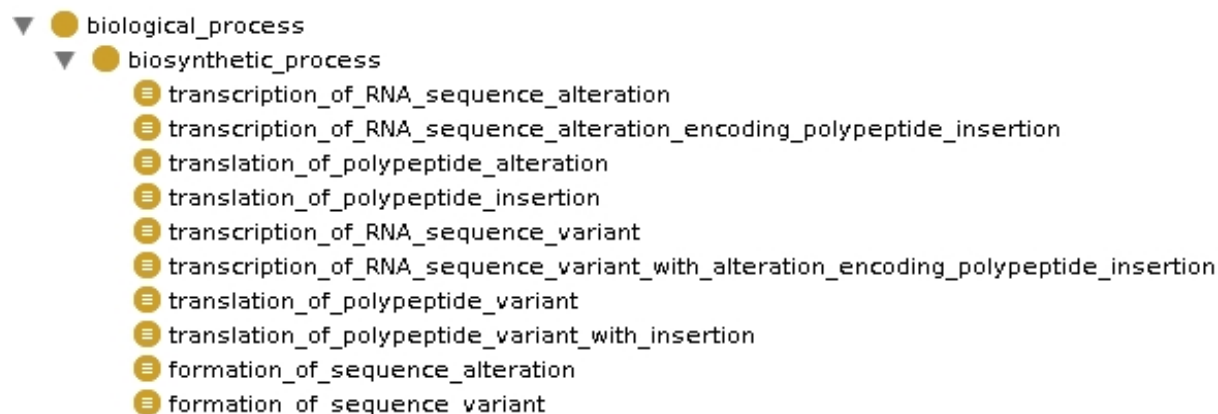 biological_process
biosynthetic_process
transcription_of_RNA_sequence_alteration
transcription_of_RNA_sequence_alteration_encoding_polypeptide_insertion
translation_of_polypeptide_alteration
translation_of_polypeptide_insertion
transcription_of_RNA_sequence_variant
transcription_of_RNA_sequence_variant_with_alteration_encoding_polypeptide_insertion
translation_of_polypeptide_variant
translation_of_polypeptide_variant_with_insertion
formation_of_sequence_alteration
formation_of_sequence_variant